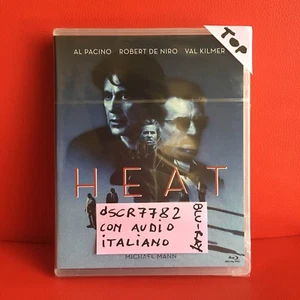 TOP
AL PACINO ROBERT DE NIRO VAL KILMER
HEAT
dSCR7782
CON AUDIO
ITALIANO
BLU-RAY
MICHAEL MANN